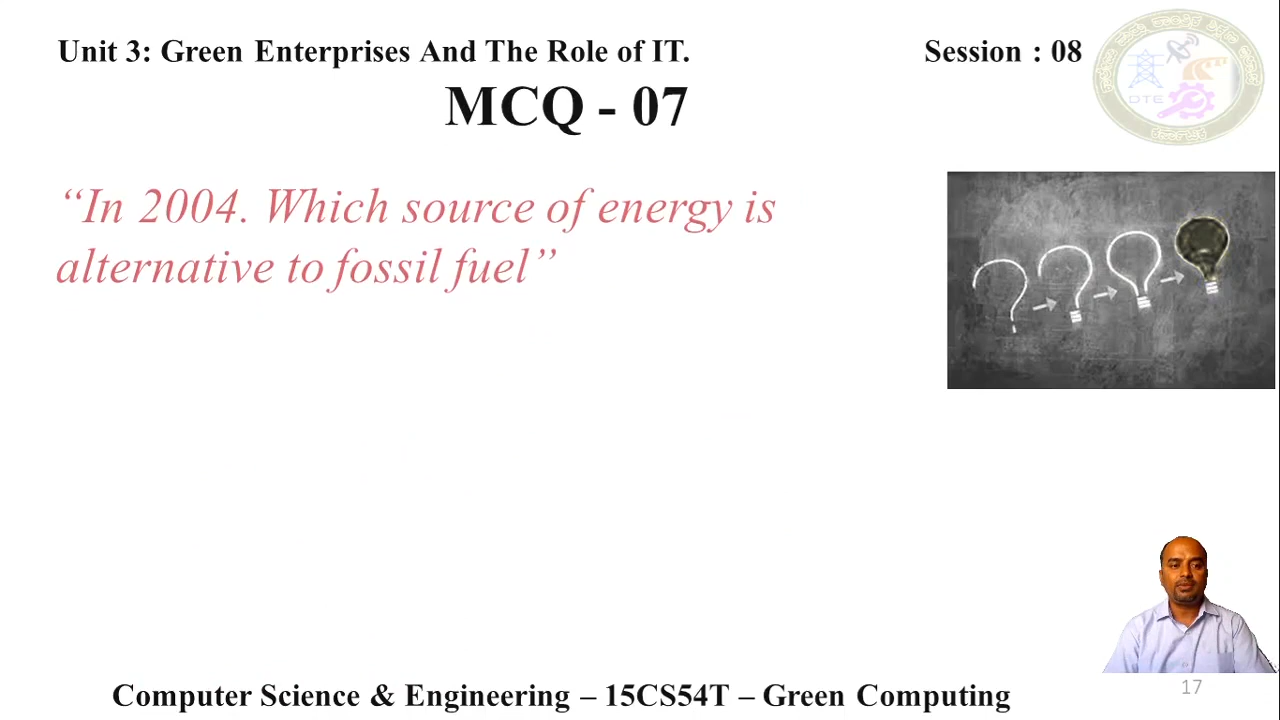 Unit 3: Green Enterprises And The Role of IT.
Session : 08
MCQ - 07
“In 2004. Which source of energy is
alternative to fossil fuel”
DTE
Computer Science & Engineering – 15CS54T – Green Computing
17